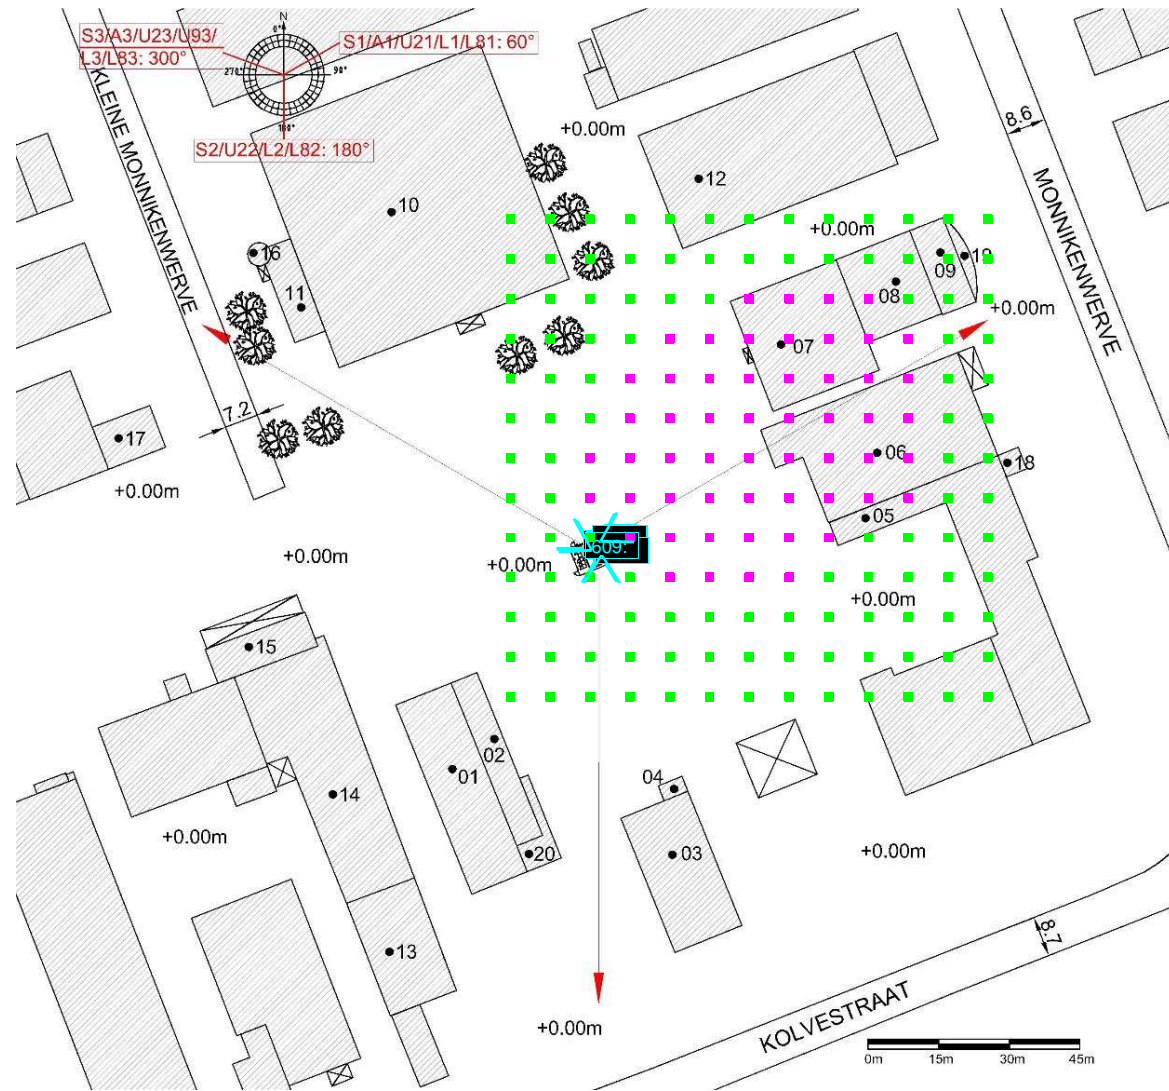 N
0°
S3/A3/U23/U93/
L3/L83: 300°
S1/A1/U21/L1/L81: 60°
270°
90°
180°
S2/U22/L2/L82: 180°
KLEINE MONNIKENWERVE
+0.00m
8.6
12
MONNIKENWERVE
10
+0.00m
16
09
19
08
11
+0.00m
07
7.2
17
06
18
+0.00m
05
+0.00m
+0.00m
609:
+0.00m
15
02
01
04
14
+0.00m
03
20
+0.00m
8.7
13
KOLVESTRAAT
+0.00m
0m
15m
30m
45m